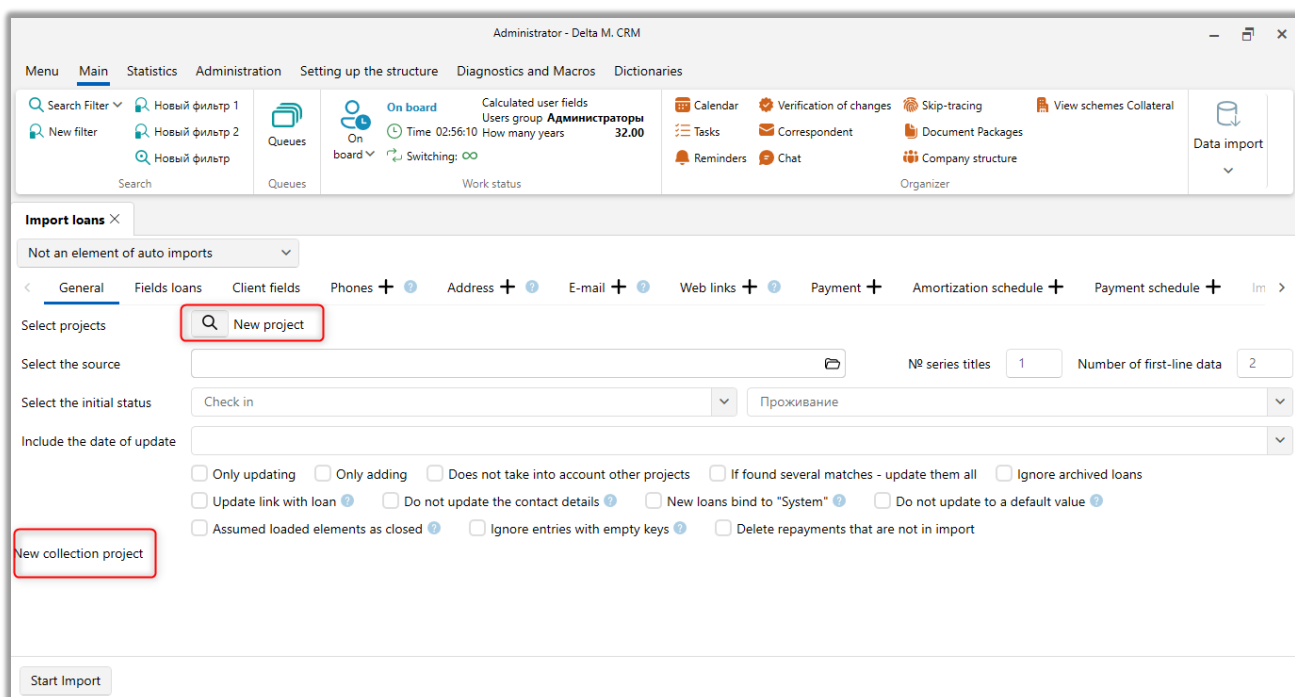 Administrator - Delta M. CRM
Menu Main Statistics Administration Setting up the structure Diagnostics and Macros Dictionaries
Search Filter Новый фильтр 1
New filter Новый фильтр 2
Новый фильтр
Search
Queues
Queues
On board
On board
Time 02:56:10
Switching: ∞
Calculated user fields
Users group Администраторы
How many years 32.00
Work status
Calendar Verification of changes Skip-tracing View schemes Collateral
Tasks Correspondent Document Packages
Reminders Chat Company structure
Organizer
Data import
Import loans
Not an element of auto imports
General Fields loans Client fields Phones + Address + E-mail + Web links + Payment + Amortization schedule + Payment schedule + Im
Select projects New project
Select the source № series titles 1 Number of first-line data 2
Select the initial status Check in Проживание
Include the date of update
Only updating Only adding Does not take into account other projects If found several matches - update them all Ignore archived loans
Update link with loan Do not update the contact details New loans bind to "System" Do not update to a default value
Assumed loaded elements as closed Ignore entries with empty keys Delete repayments that are not in import
New collection project
Start Import